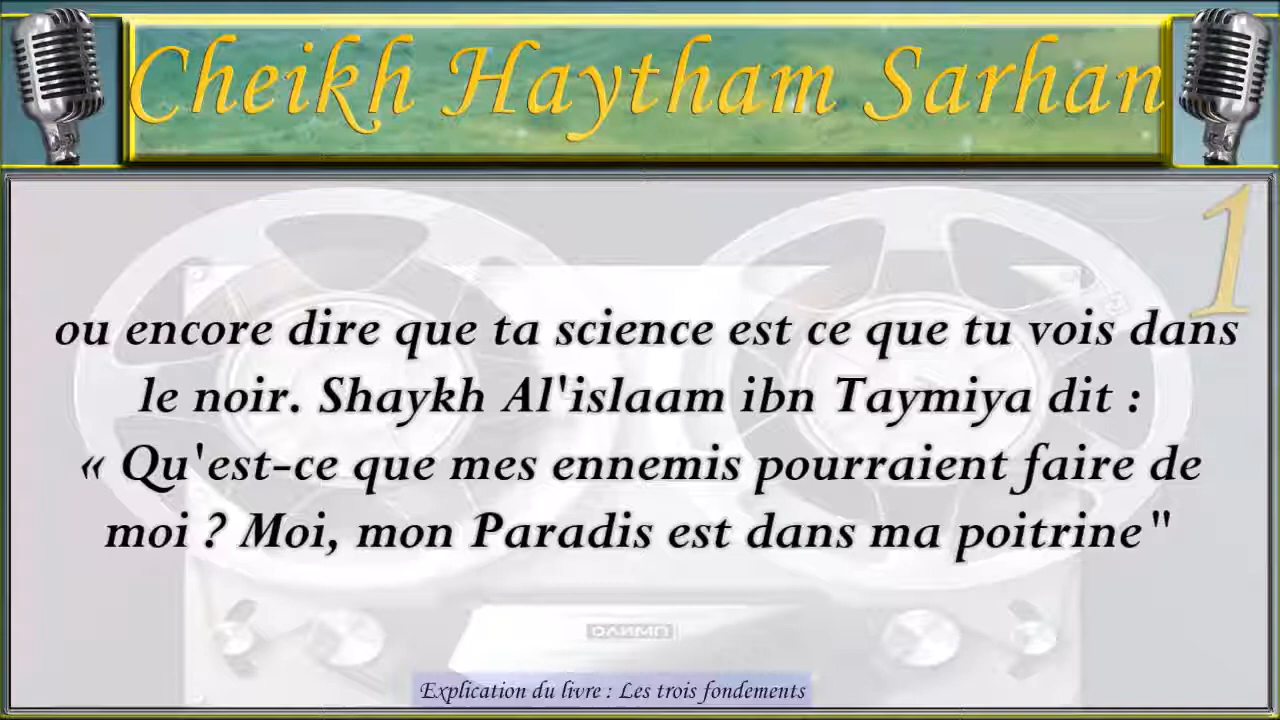 Cheikh Haytham Sarhan
1
ou encore dire que ta science est ce que tu vois dans
le noir. Shaykh Al'islaam ibn Taymiya dit :
« Qu'est-ce que mes ennemis pourraient faire de
moi ? Moi, mon Paradis est dans ma poitrine"
Explication du livre : Les trois fondements